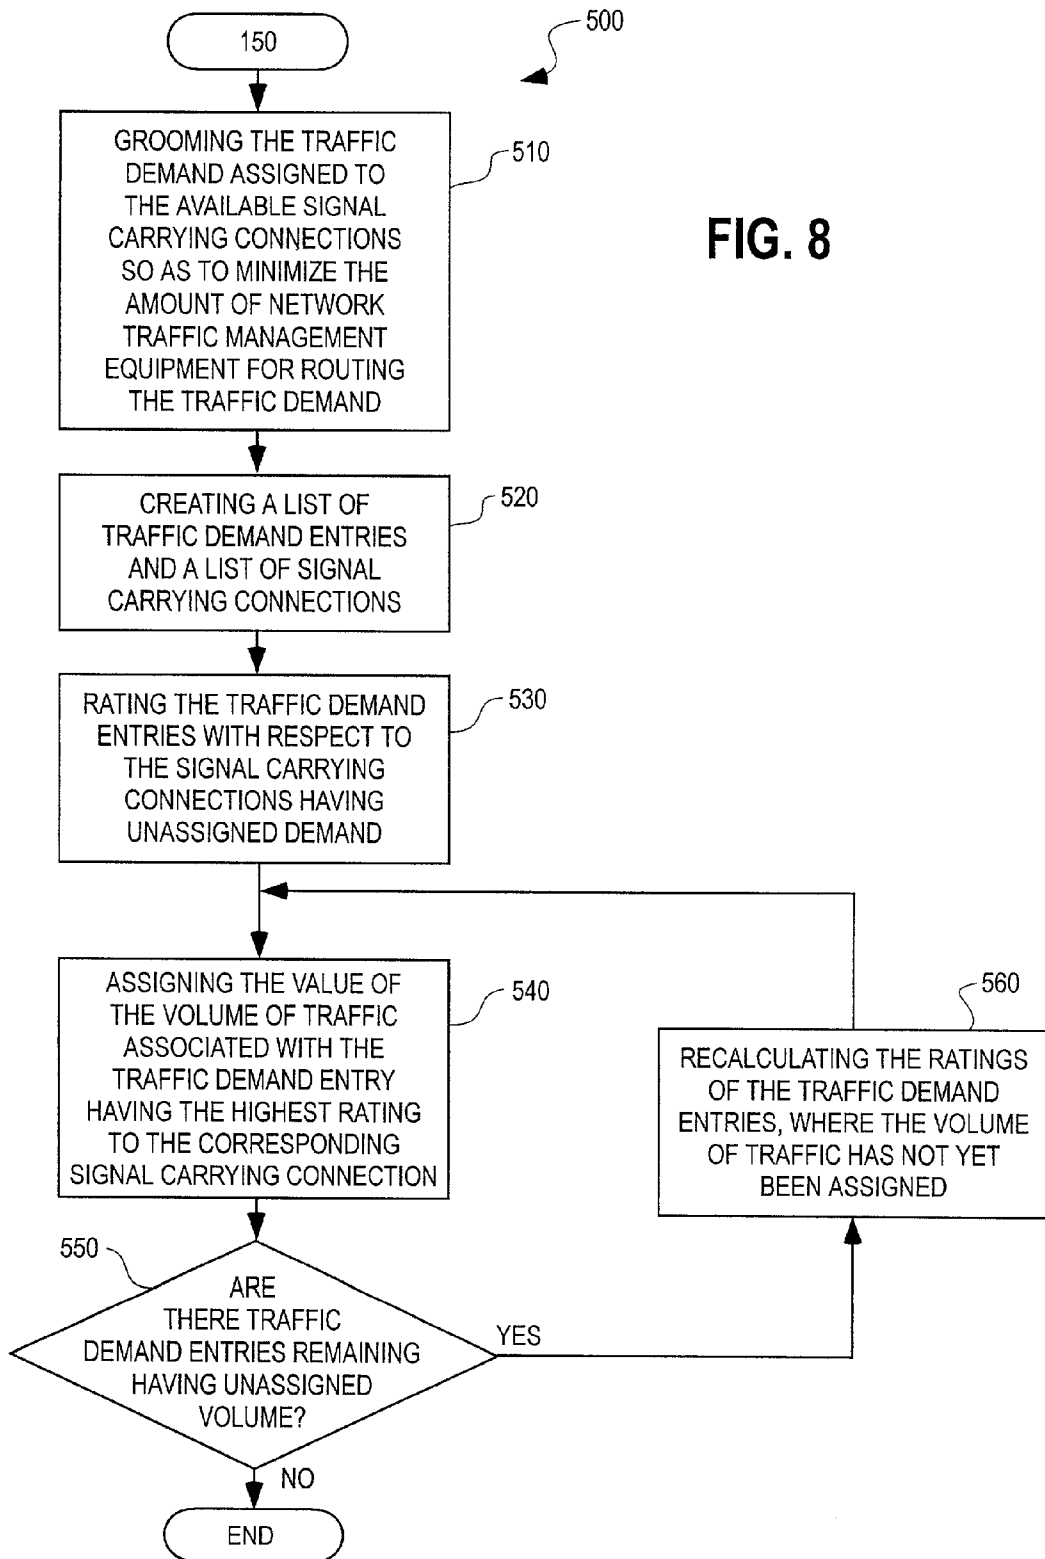 150
500
GROOMING THE TRAFFIC
DEMAND ASSIGNED TO
THE AVAILABLE SIGNAL
CARRYING CONNECTIONS
SO AS TO MINIMIZE THE
AMOUNT OF NETWORK
TRAFFIC MANAGEMENT
EQUIPMENT FOR ROUTING
THE TRAFFIC DEMAND
510
FIG. 8
CREATING A LIST OF
TRAFFIC DEMAND ENTRIES
AND A LIST OF SIGNAL
CARRYING CONNECTIONS
520
RATING THE TRAFFIC DEMAND
ENTRIES WITH RESPECT TO
THE SIGNAL CARRYING
CONNECTIONS HAVING
UNASSIGNED DEMAND
530
ASSIGNING THE VALUE OF
THE VOLUME OF TRAFFIC
ASSOCIATED WITH THE
TRAFFIC DEMAND ENTRY
HAVING THE HIGHEST RATING
TO THE CORRESPONDING
SIGNAL CARRYING CONNECTION
540
560
RECALCULATING THE RATINGS
OF THE TRAFFIC DEMAND
ENTRIES, WHERE THE VOLUME
OF TRAFFIC HAS NOT YET
BEEN ASSIGNED
550
ARE
THERE TRAFFIC
DEMAND ENTRIES REMAINING
HAVING UNASSIGNED
VOLUME?
YES
NO
END